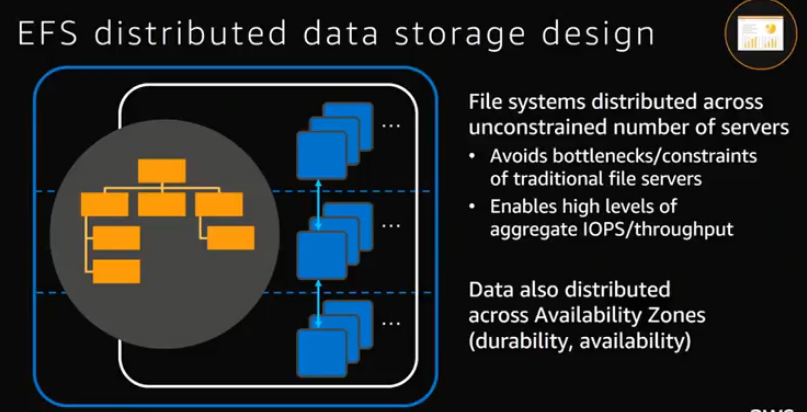 EFS distributed data storage design
File systems distributed across
unconstrained number of servers
• Avoids bottlenecks/constraints
of traditional file servers
• Enables high levels of
aggregate IOPS/throughput
Data also distributed
across Availability Zones
(durability, availability)
...
...
...